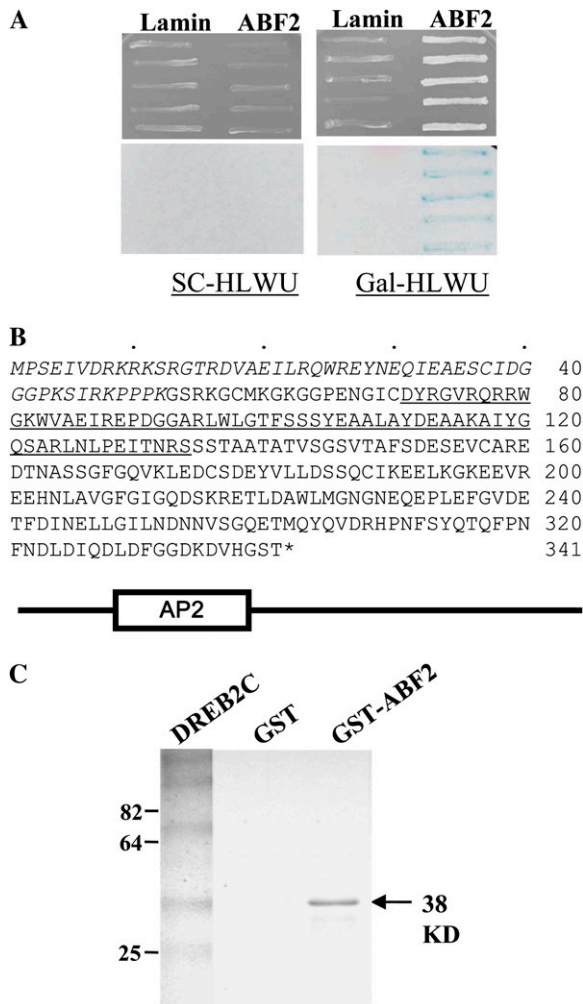 A
Lamin ABF2 Lamin ABF2
SC-HLWU Gal-HLWU
B
. . . .
MPSEIVDRKRKSRGTRDVAEILRQWREYNEQIEAESCIDG 40
GGPKSIRKPPPKGSRKGCMKGKGGPENGICDYRGVRQRRW 80
GKWVAEIREPDGGARLWLGTFSSSYEAALAYDEAAKAIYG 120
QSARLNLPEITNRSSSTAATATVSGSVTAFSDESEVCARE 160
DTNASSGFGQVKLEDCSDEYVLLDSSQCIKEELKGKEEVR 200
EEHNLAVGFGIGQDSKRETLDAWLMGNGNEQEPLEFGVDE 240
TFDINELLGILNDNNVSGQETMQYQVDRHPNFSYQTQFPN 320
FNDLDIQDLDFGGDKDVHGST* 341
AP2
C
DREB2C GST GST-ABF2
82
64
38
KD
25